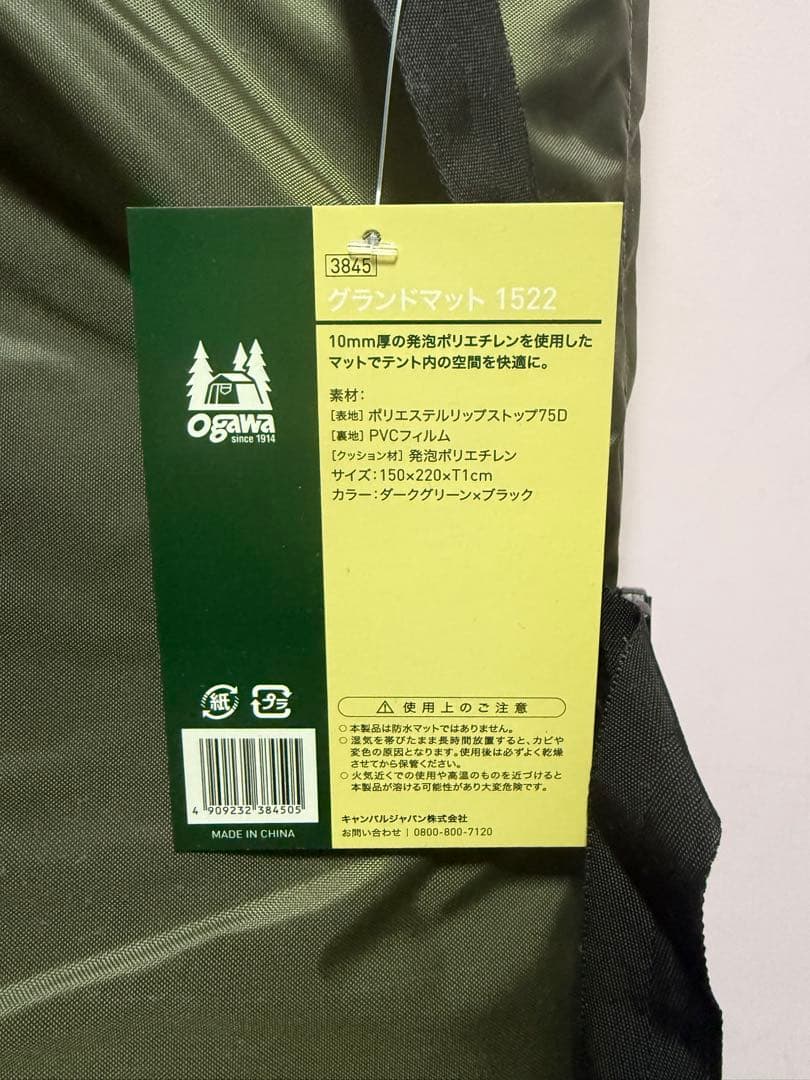 3845
グランドマット 1522
10mm厚の発泡ポリエチレンを使用した
マットでテント内の空間を快適に。
素材：
［表地］ポリエステルリップストップ75D
［裏地］PVCフィルム
［クッション材］発泡ポリエチレン
サイズ：150×220×T1cm
カラー：ダークグリーン×ブラック
ogawa
since 1914
紙
プラ
4 909232 384505
MADE IN CHINA
⚠ 使用上のご注意
○本製品は防水マットではありません。
○湿気を帯びたまま長時間放置すると、カビや
変色の原因となります。使用後は必ずよく乾燥
させてから保管ください。
○火気近くでの使用や高温のものを近づけると
本製品が溶ける可能性があり大変危険です。
キャンパルジャパン株式会社
お問い合わせ | 0800-800-7120